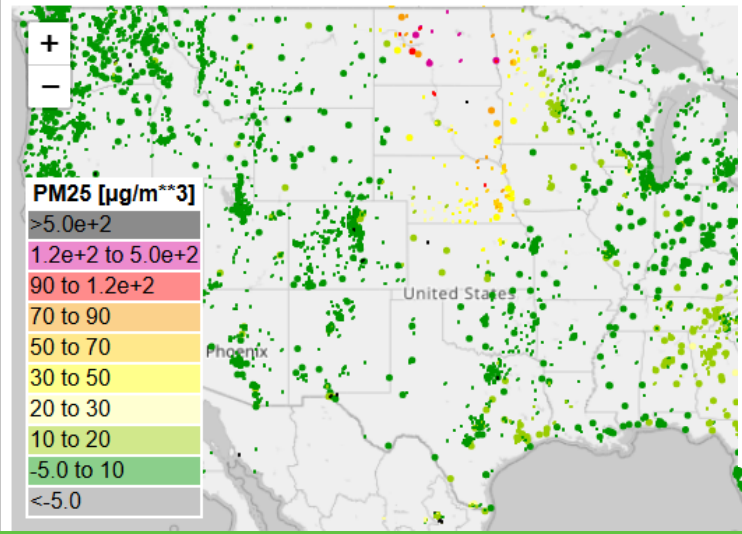 +
−
PM25 [µg/m**3]
>5.0e+2
1.2e+2 to 5.0e+2
90 to 1.2e+2
70 to 90
50 to 70
30 to 50
20 to 30
10 to 20
-5.0 to 10
<-5.0
United States
Phoenix